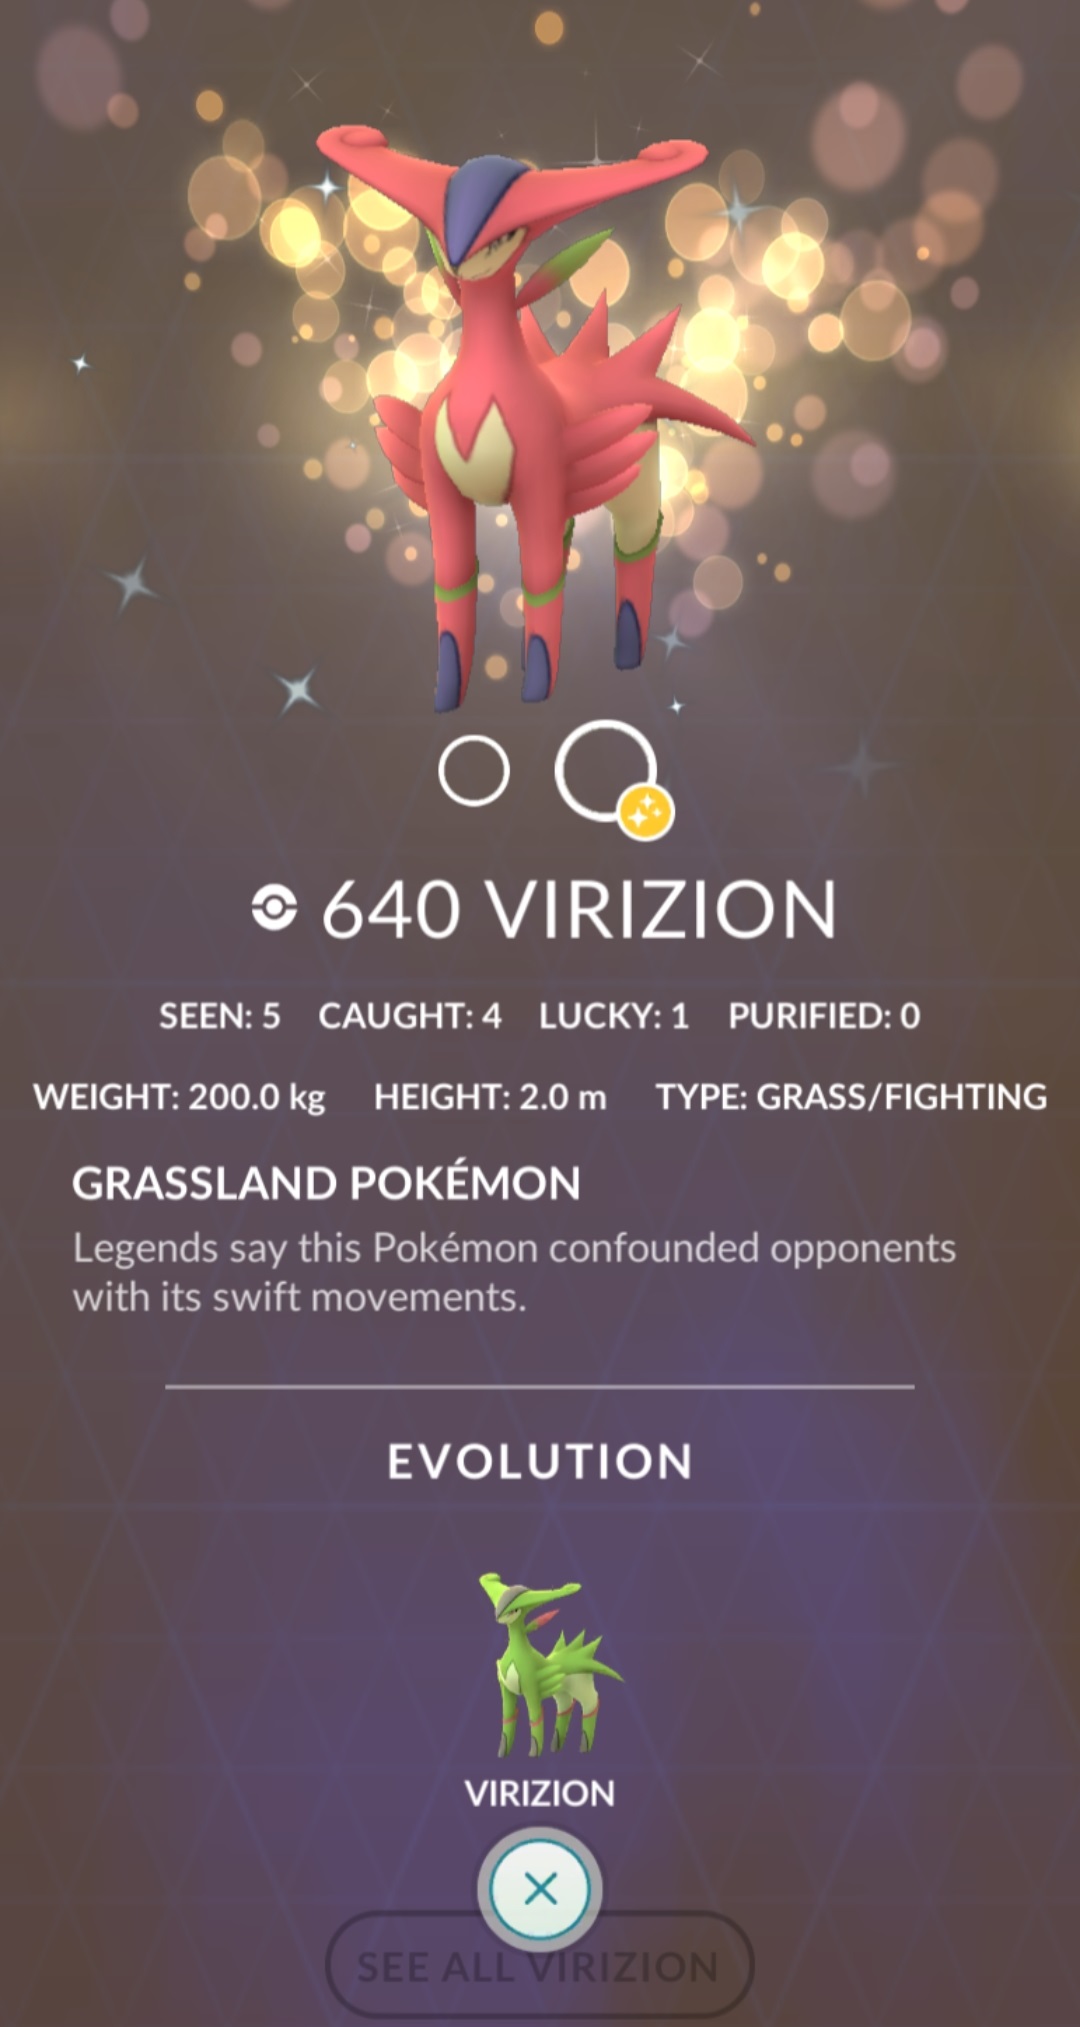 640 VIRIZION
SEEN: 5 CAUGHT: 4 LUCKY: 1 PURIFIED: 0
WEIGHT: 200.0 kg HEIGHT: 2.0 m TYPE: GRASS/FIGHTING
GRASSLAND POKÉMON
Legends say this Pokémon confounded opponents
with its swift movements.
EVOLUTION
VIRIZION
SEE ALL VIRIZION